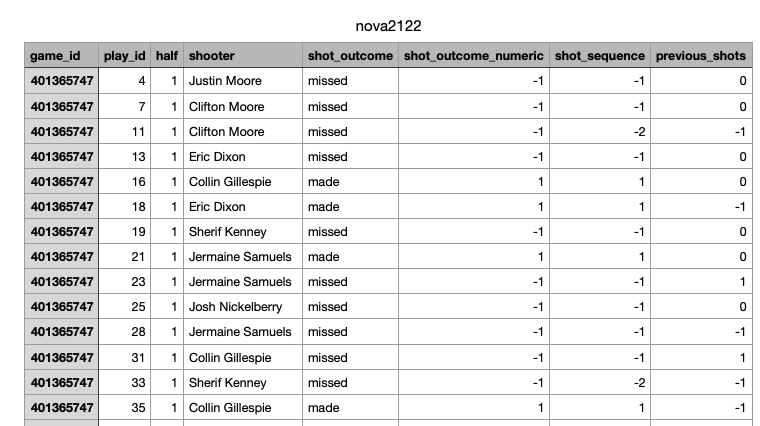 nova2122
game_id play_id half shooter shot_outcome shot_outcome_numeric shot_sequence previous_shots
401365747 4 1 Justin Moore missed -1 -1 0
401365747 7 1 Clifton Moore missed -1 -1 0
401365747 11 1 Clifton Moore missed -1 -2 -1
401365747 13 1 Eric Dixon missed -1 -1 0
401365747 16 1 Collin Gillespie made 1 1 0
401365747 18 1 Eric Dixon made 1 1 -1
401365747 19 1 Sherif Kenney missed -1 -1 0
401365747 21 1 Jermaine Samuels made 1 1 0
401365747 23 1 Jermaine Samuels missed -1 -1 1
401365747 25 1 Josh Nickelberry missed -1 -1 0
401365747 28 1 Jermaine Samuels missed -1 -1 -1
401365747 31 1 Collin Gillespie missed -1 -1 1
401365747 33 1 Sherif Kenney missed -1 -2 -1
401365747 35 1 Collin Gillespie made 1 1 -1